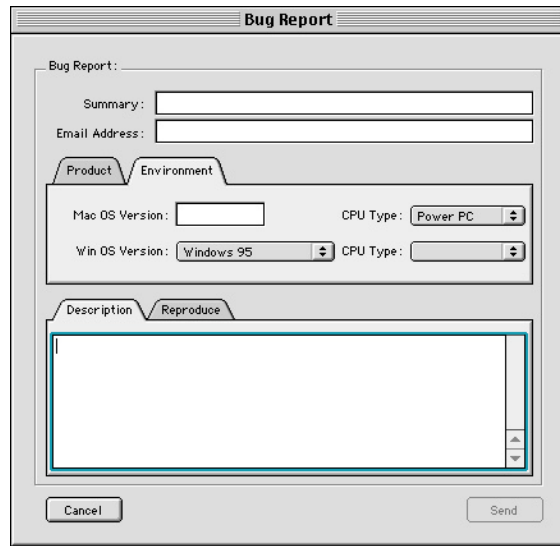 Bug Report
Bug Report:
Summary:
Email Address:
Product Environment
Mac OS Version: CPU Type: Power PC
Win OS Version: Windows 95 CPU Type:
Description Reproduce
Cancel Send